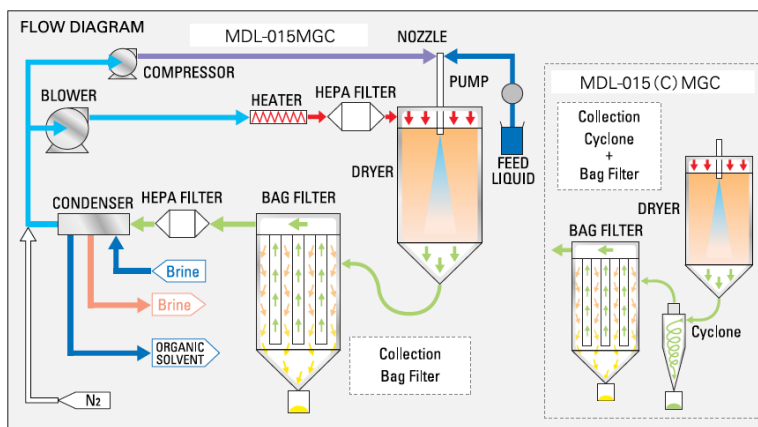 FLOW DIAGRAM
MDL-015MGC
NOZZLE
COMPRESSOR
PUMP
BLOWER
HEATER
HEPA FILTER
FEED
LIQUID
DRYER
CONDENSER
HEPA FILTER
BAG FILTER
Brine
Brine
ORGANIC
SOLVENT
N2
Collection
Bag Filter
MDL-015 (C) MGC
Collection
Cyclone
+
Bag Filter
DRYER
BAG FILTER
Cyclone